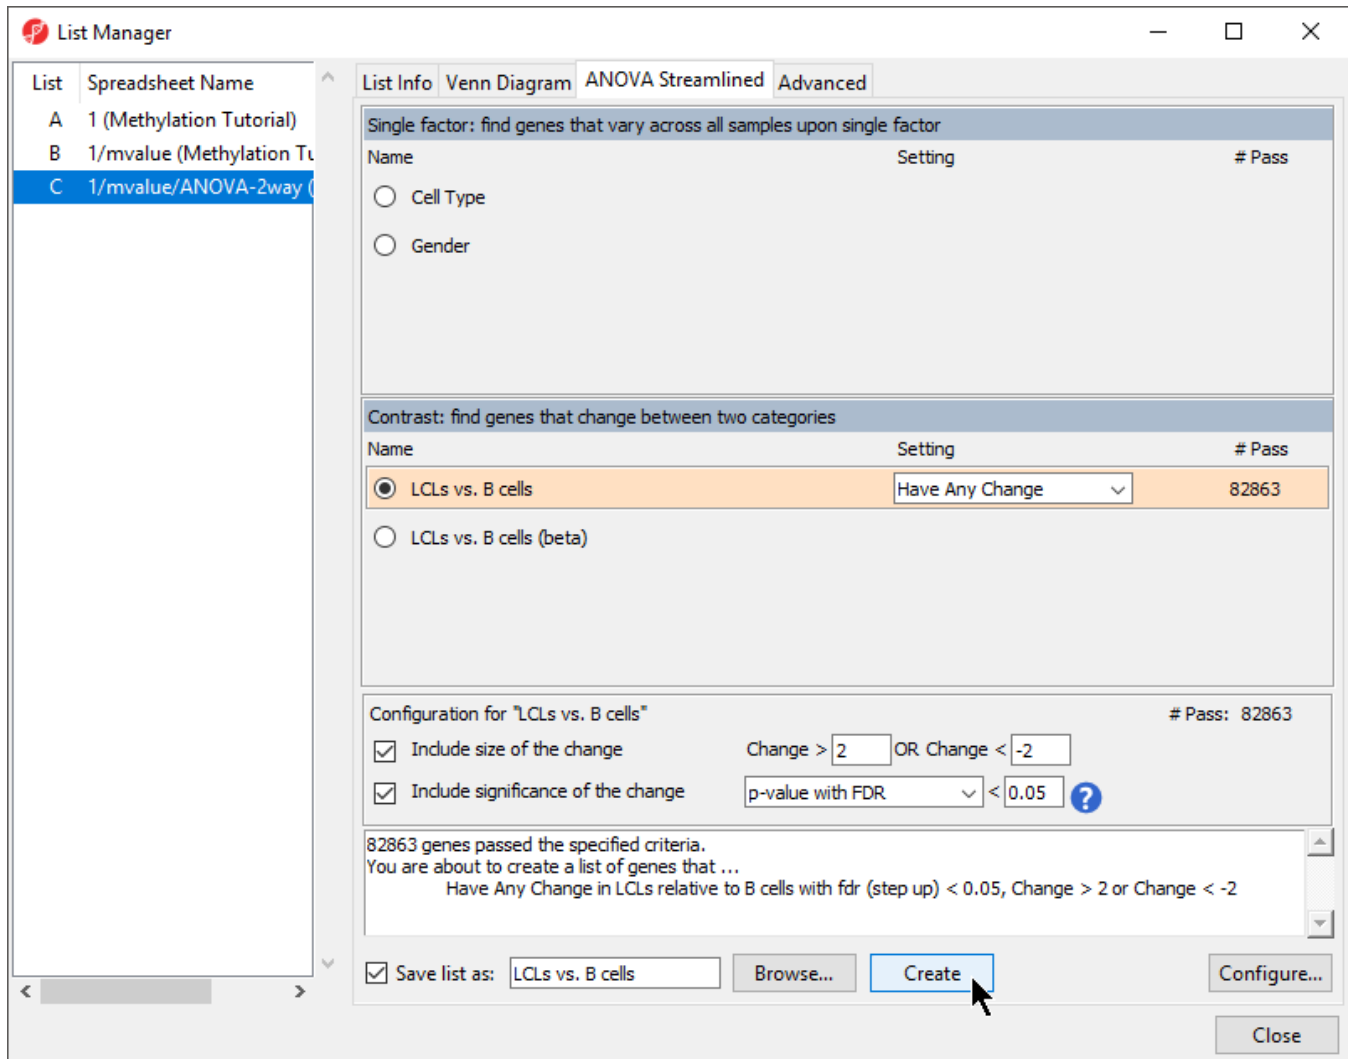 List Manager
List Spreadsheet Name
A 1 (Methylation Tutorial)
B 1/mvalue (Methylation Tu
C 1/mvalue/ANOVA-2way (
List Info Venn Diagram ANOVA Streamlined Advanced
Single factor: find genes that vary across all samples upon single factor
Name Setting # Pass
Cell Type
Gender
Contrast: find genes that change between two categories
Name Setting # Pass
LCLs vs. B cells Have Any Change 82863
LCLs vs. B cells (beta)
Configuration for "LCLs vs. B cells" # Pass: 82863
Include size of the change Change > 2 OR Change < -2
Include significance of the change p-value with FDR < 0.05 ?
82863 genes passed the specified criteria.
You are about to create a list of genes that ...
Have Any Change in LCLs relative to B cells with fdr (step up) < 0.05, Change > 2 or Change < -2
Save list as: LCLs vs. B cells Browse... Create Configure...
Close